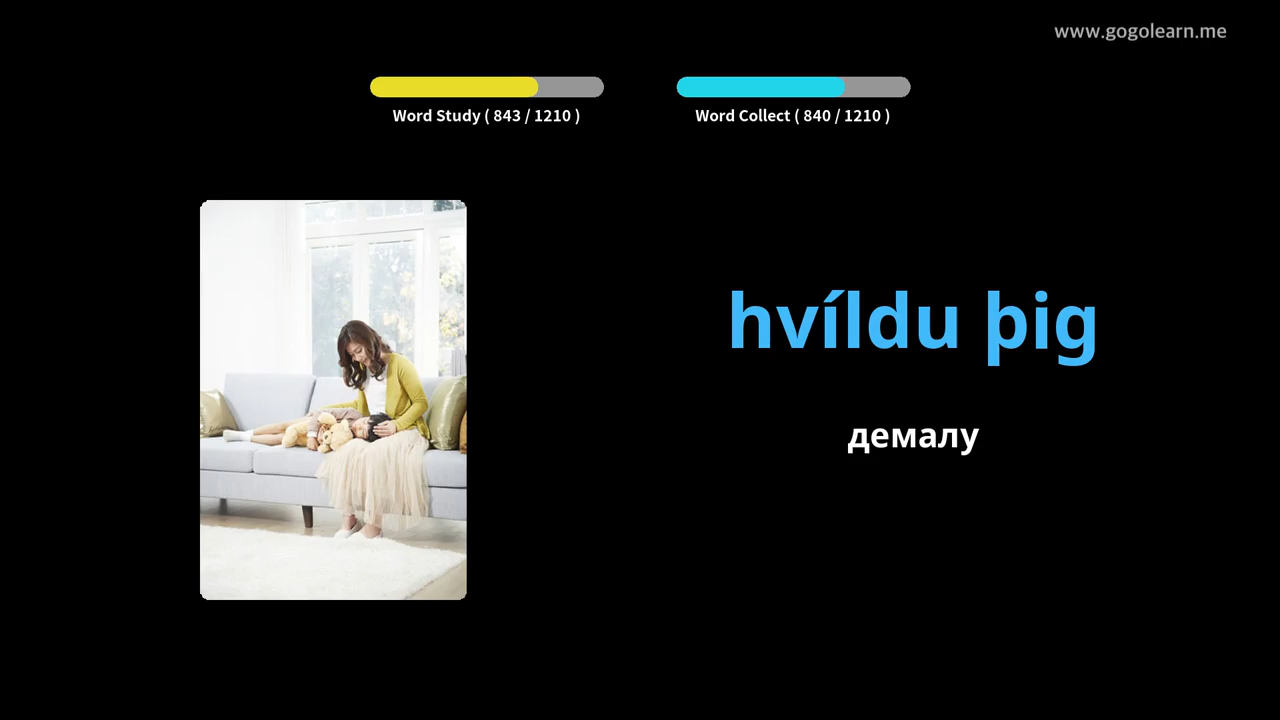 www.gogolearn.me
Word Study ( 843 / 1210 )
Word Collect ( 840 / 1210 )
hvíldu þig
демалу